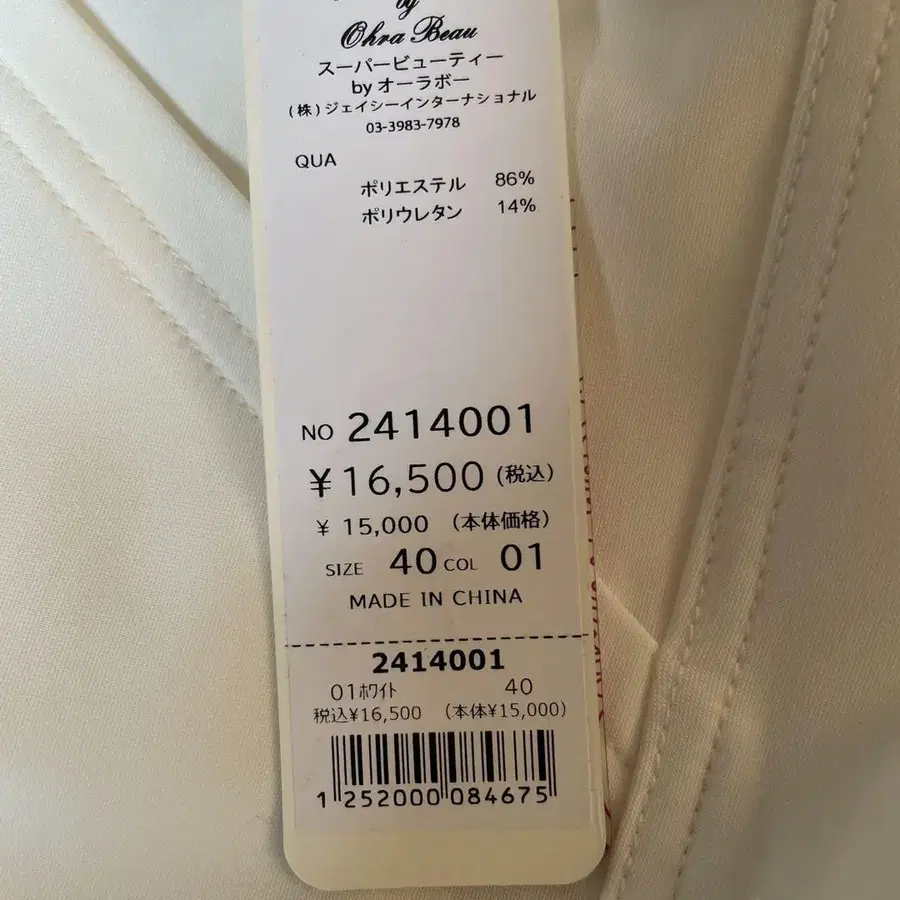 by
Ohra Beau
スーパービューティー
by オーラボー
(株)ジェイシーインターナショナル
03-3983-7978
QUA
ポリエステル 86%
ポリウレタン 14%
NO 2414001
¥16,500 (税込)
¥ 15,000 (本体価格)
SIZE 40 COL 01
MADE IN CHINA
2414001
01ホワイト 40
税込¥16,500 (本体¥15,000)
1 252000 084675